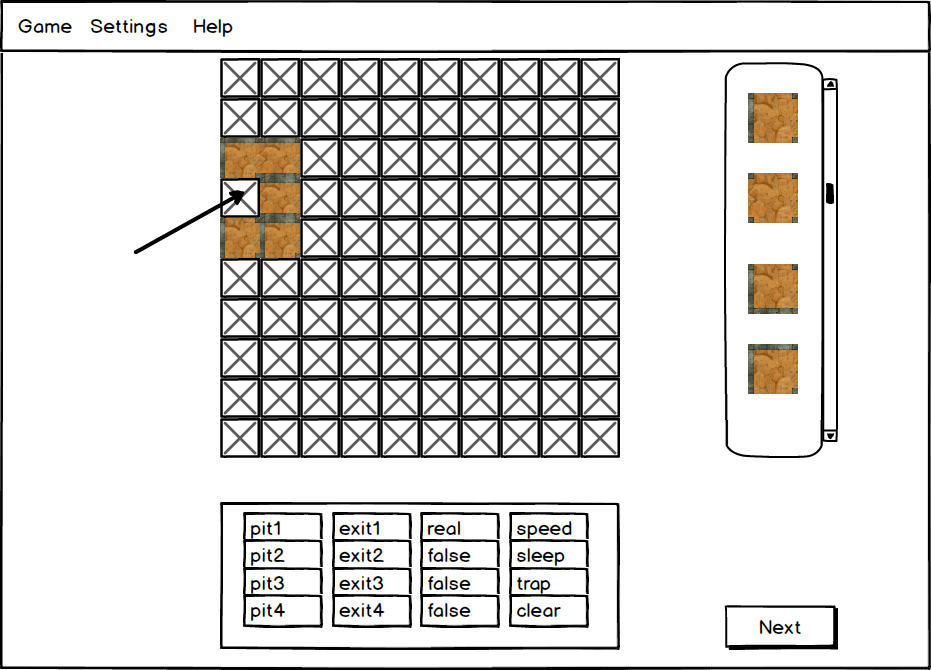 Game Settings Help
pit1 exit1 real speed
pit2 exit2 false sleep
pit3 exit3 false trap
pit4 exit4 false clear
Next